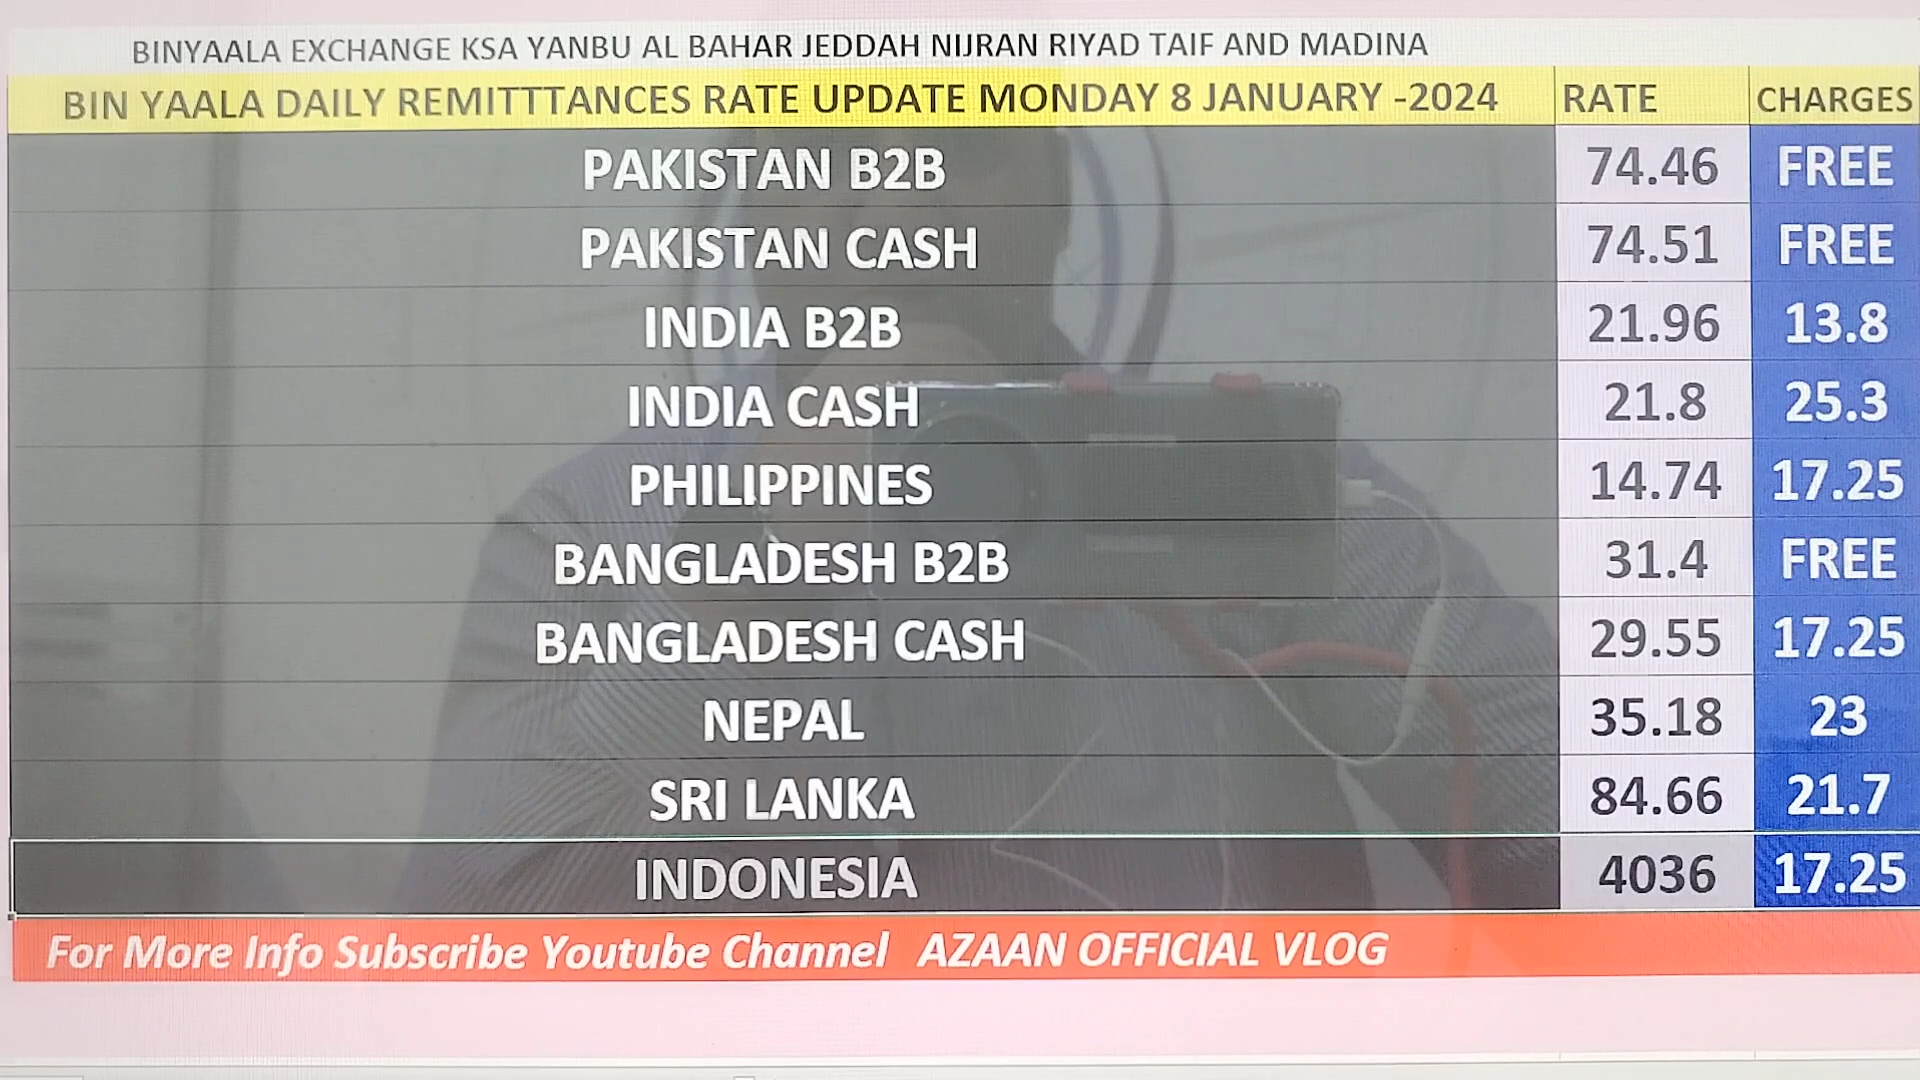 BINYAALA EXCHANGE KSA YANBU AL BAHAR JEDDAH NIJRAN RIYAD TAIF AND MADINA
BIN YAALA DAILY REMITTTANCES RATE UPDATE MONDAY 8 JANUARY -2024 RATE CHARGES
PAKISTAN B2B 74.46 FREE
PAKISTAN CASH 74.51 FREE
INDIA B2B 21.96 13.8
INDIA CASH 21.8 25.3
PHILIPPINES 14.74 17.25
BANGLADESH B2B 31.4 FREE
BANGLADESH CASH 29.55 17.25
NEPAL 35.18 23
SRI LANKA 84.66 21.7
INDONESIA 4036 17.25
For More Info Subscribe Youtube Channel AZAAN OFFICIAL VLOG